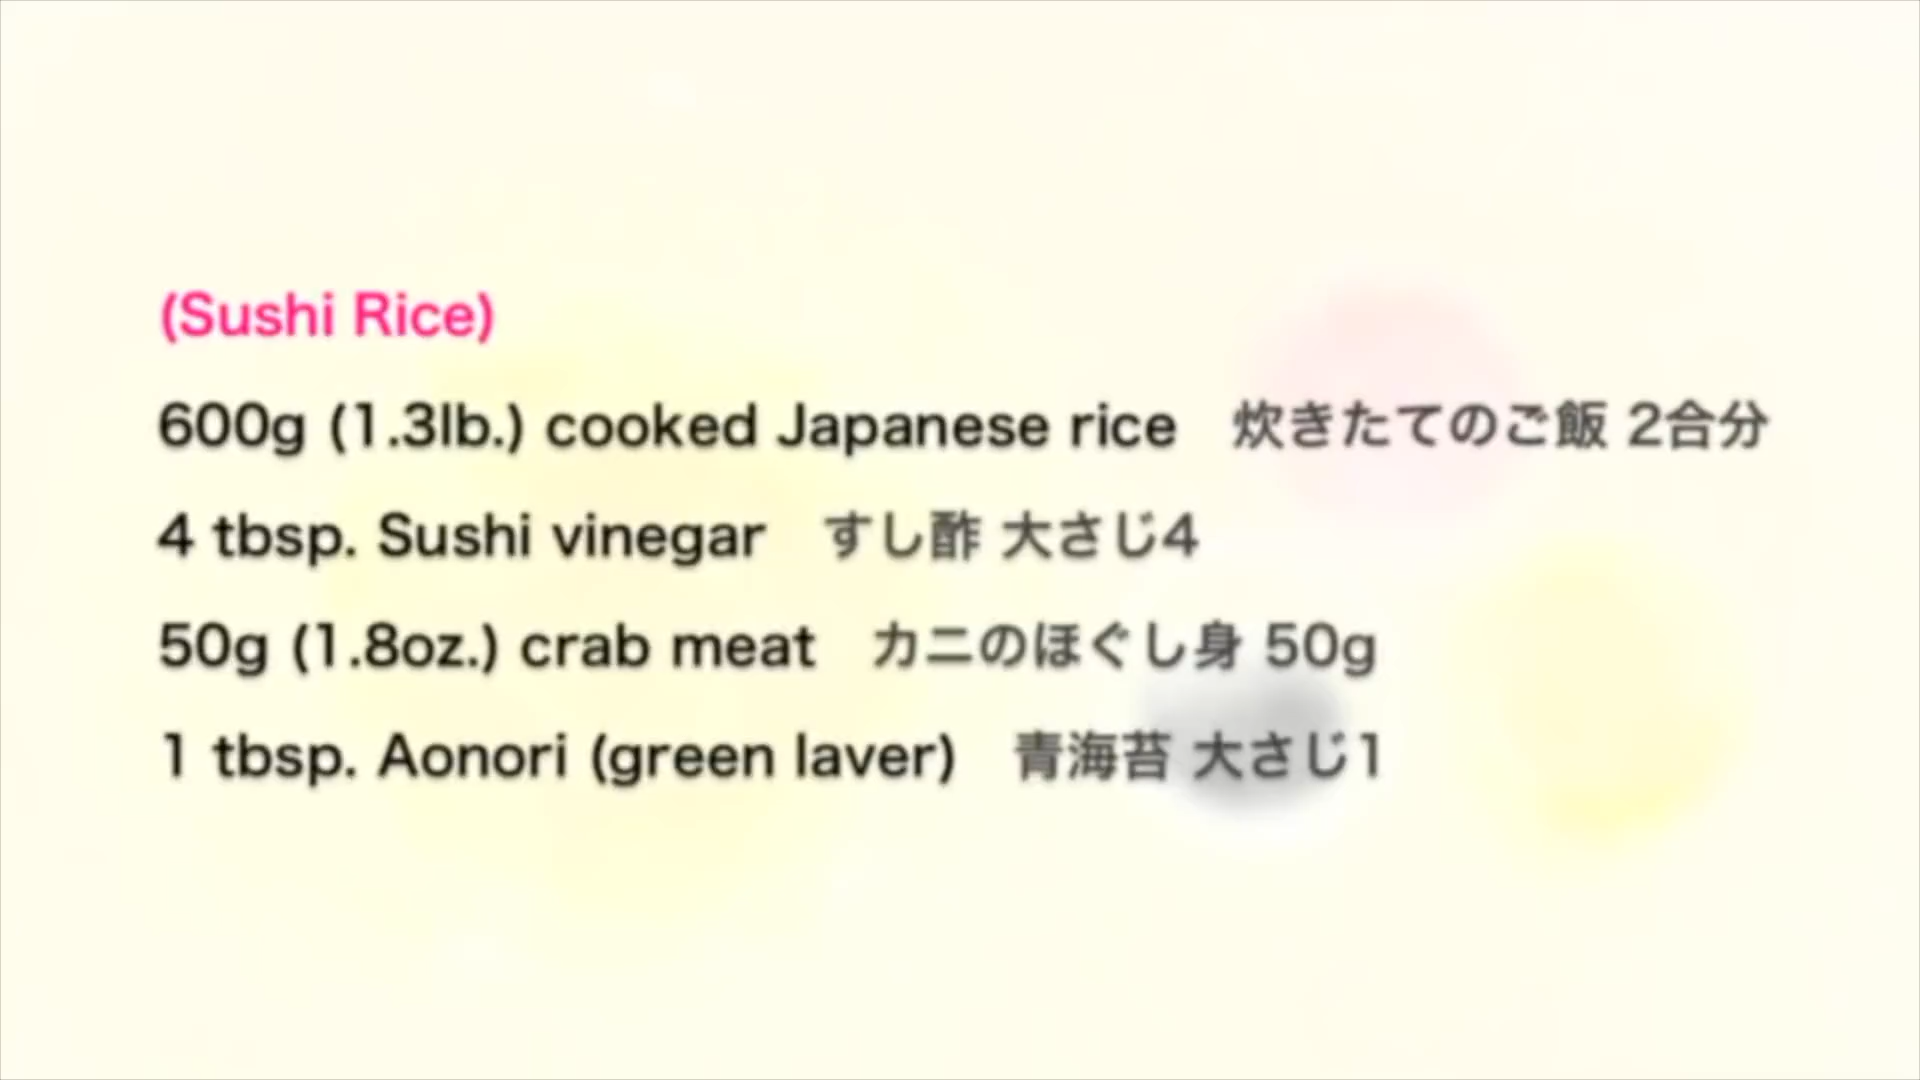 (Sushi Rice)
600g (1.3lb.) cooked Japanese rice　炊きたてのご飯 2合分
4 tbsp. Sushi vinegar　すし酢 大さじ4
50g (1.8oz.) crab meat　カニのほぐし身 50g
1 tbsp. Aonori (green laver)　青海苔 大さじ1